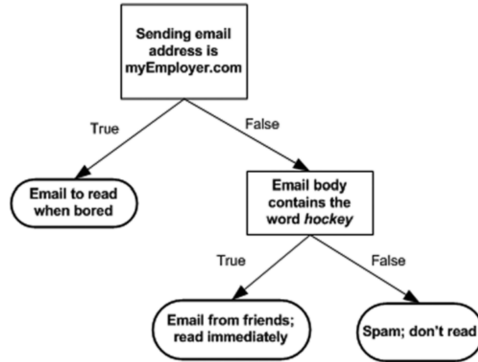 Sending email
address is
myEmployer.com
True
False
Email to read
when bored
Email body
contains the
word hockey
True
False
Email from friends;
read immediately
Spam; don't read